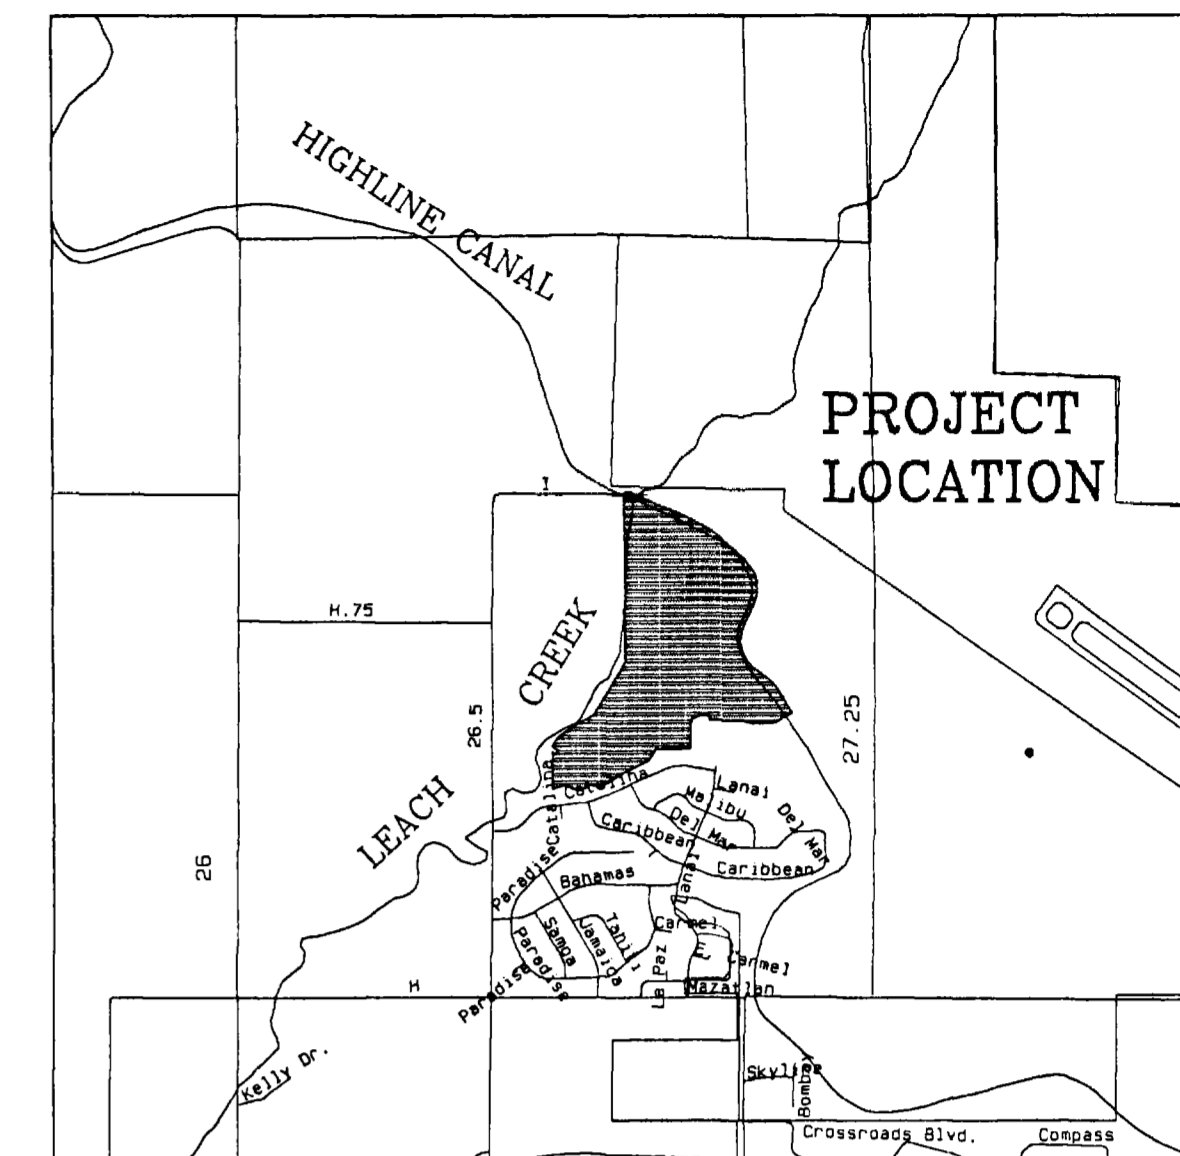 HIGHLINE CANAL
PROJECT
LOCATION
I
H.75
CREEK
26.5
27.25
LEACH
26
Catalina
Catalina
Lanai
Malibu
Del Mar
Del Mar
Caribbean
Caribbean
Paradise
Bahamas
Lanai
Carmel
Samoa
Jamaica
Tahiti
Paradise
La Paz
Carmel
Mazatlan
Paradise
H
Kelly Dr.
Skyline
Bombay
Crossroads Blvd.
Compass